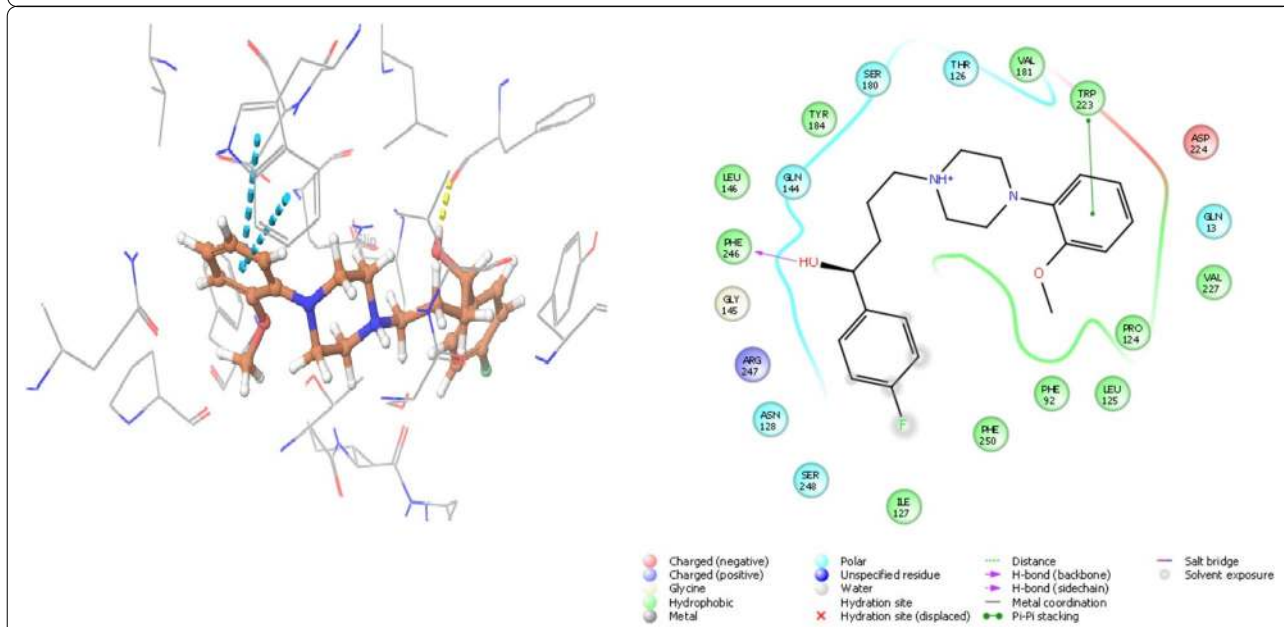 SER
180
THR
126
VAL
181
TRP
223
TYR
184
ASP
224
LEU
146
GLN
144
NH+
N
GLN
13
PHE
246
HO
O
VAL
227
GLY
145
PRO
124
ARG
247
PHE
92
LEU
125
ASN
128
F
PHE
250
SER
248
ILE
127
Charged (negative)
Charged (positive)
Glycine
Hydrophobic
Metal
Polar
Unspecified residue
Water
Hydration site
Hydration site (displaced)
Distance
H-bond (backbone)
H-bond (sidechain)
Metal coordination
Pi-Pi stacking
Salt bridge
Solvent exposure